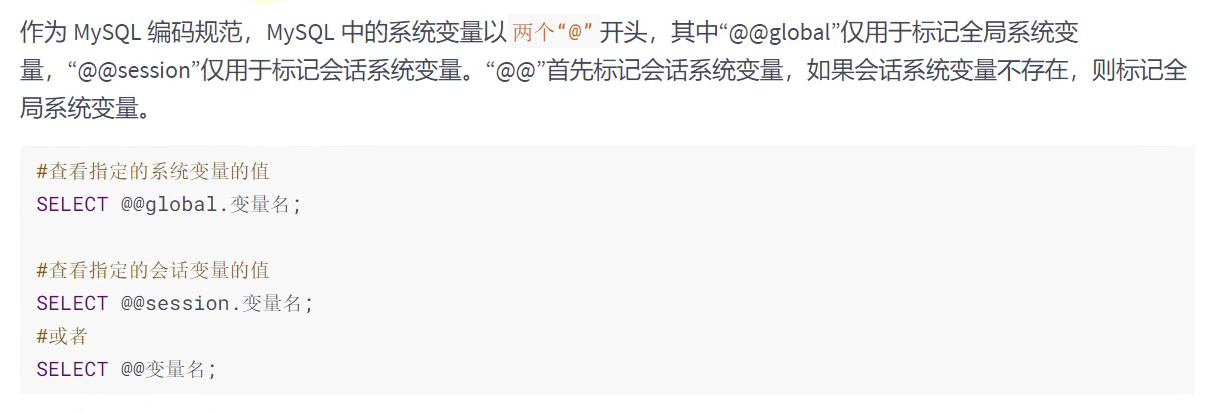 作为 MySQL 编码规范，MySQL 中的系统变量以 两个“@” 开头，其中“@@global”仅用于标记全局系统变
量，“@@session”仅用于标记会话系统变量。“@@”首先标记会话系统变量，如果会话系统变量不存在，则标记全
局系统变量。
#查看指定的系统变量的值
SELECT @@global.变量名;
#查看指定的会话变量的值
SELECT @@session.变量名;
#或者
SELECT @@变量名;